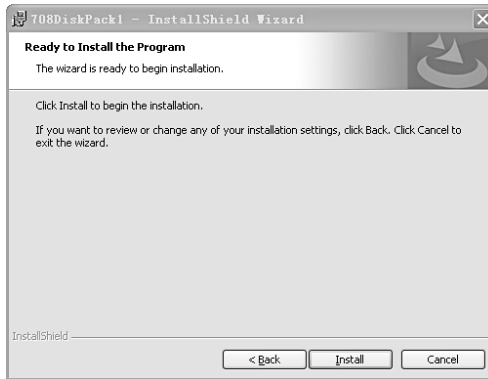 708DiskPack1 - InstallShield Wizard
Ready to Install the Program
The wizard is ready to begin installation.
Click Install to begin the installation.
If you want to review or change any of your installation settings, click Back. Click Cancel to
exit the wizard.
InstallShield
< Back Install Cancel